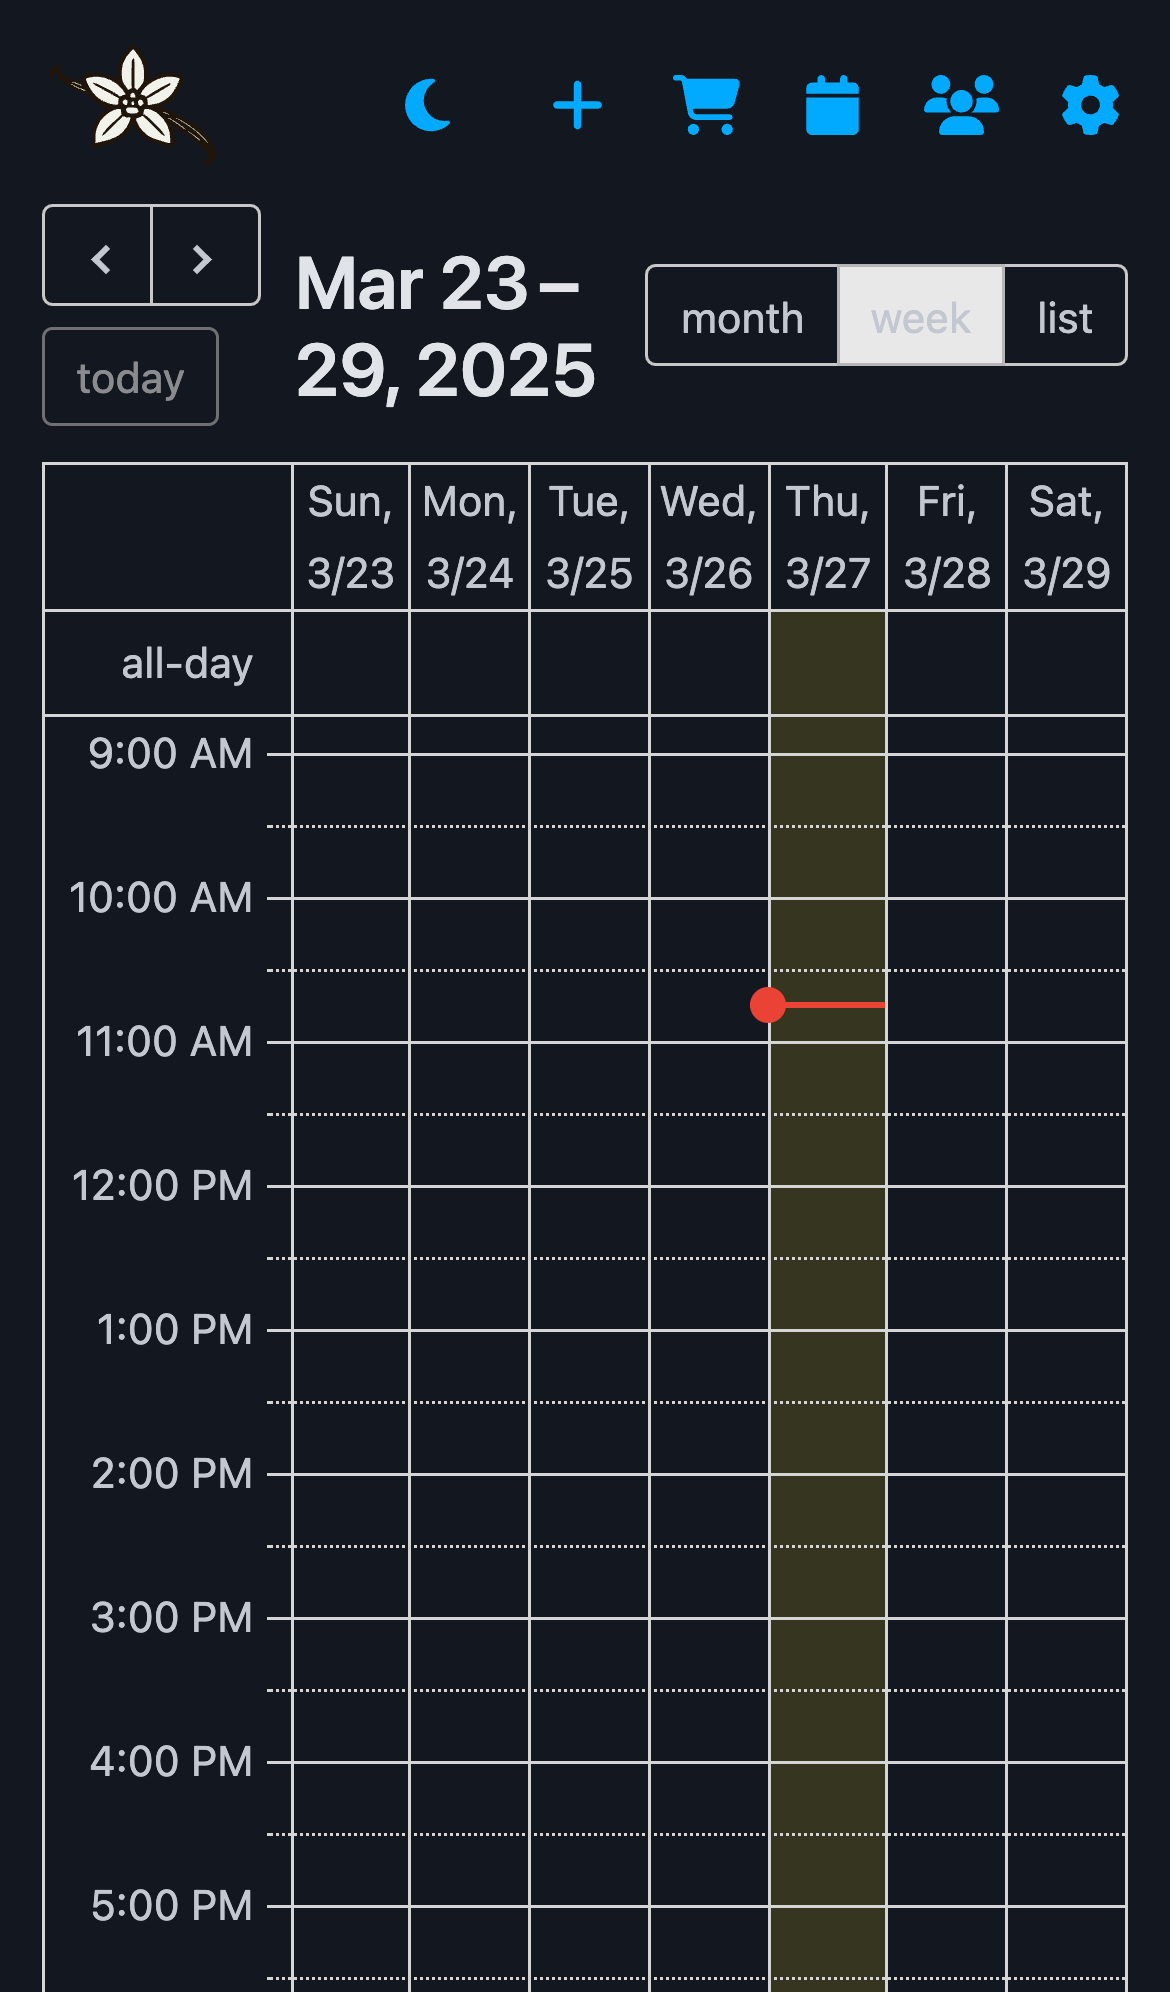 Mar 23 –
29, 2025
today
month
week
list
Sun,
3/23
Mon,
3/24
Tue,
3/25
Wed,
3/26
Thu,
3/27
Fri,
3/28
Sat,
3/29
all-day
9:00 AM
10:00 AM
11:00 AM
12:00 PM
1:00 PM
2:00 PM
3:00 PM
4:00 PM
5:00 PM